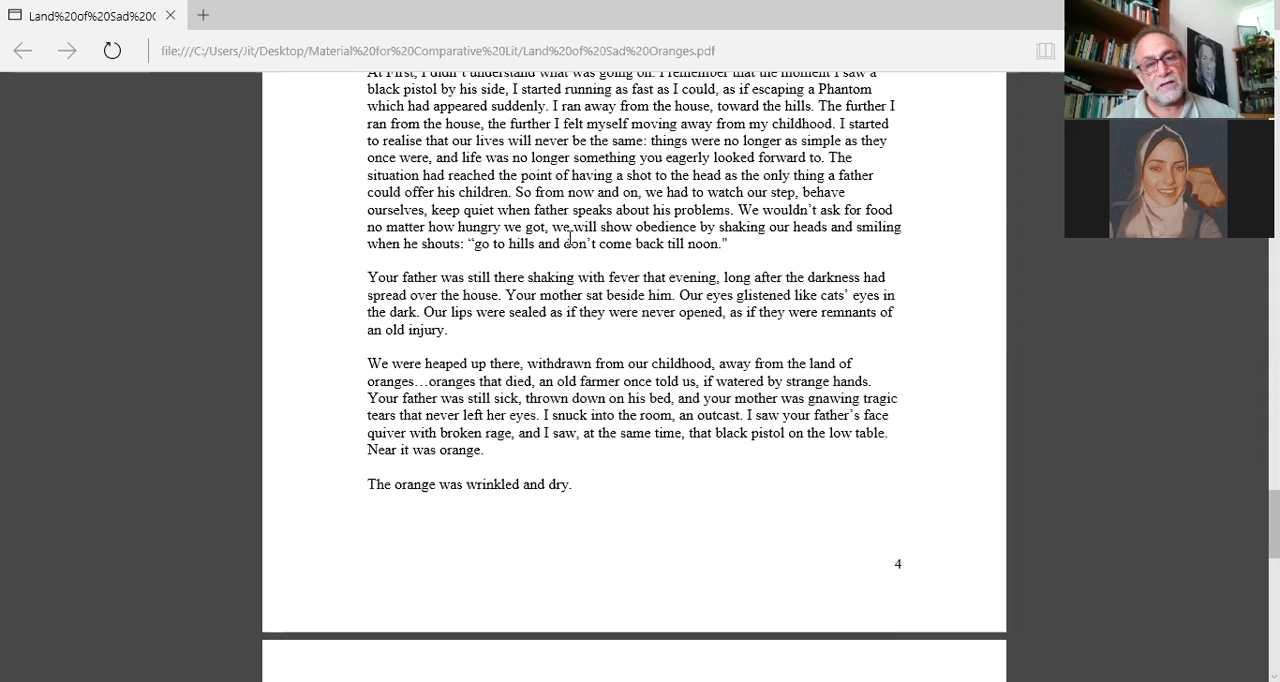 Land%20of%20Sad%20
file:///C:/Users/Jit/Desktop/Material%20for%20Comparative%20Lit/Land%20of%20Sad%20Oranges.pdf
At First, I didn't understand what was going on. I remember that the moment I saw a
black pistol by his side, I started running as fast as I could, as if escaping a Phantom
which had appeared suddenly. I ran away from the house, toward the hills. The further I
ran from the house, the further I felt myself moving away from my childhood. I started
to realise that our lives will never be the same: things were no longer as simple as they
once were, and life was no longer something you eagerly looked forward to. The
situation had reached the point of having a shot to the head as the only thing a father
could offer his children. So from now and on, we had to watch our step, behave
ourselves, keep quiet when father speaks about his problems. We wouldn't ask for food
no matter how hungry we got, we will show obedience by shaking our heads and smiling
when he shouts: “go to hills and don't come back till noon.”
Your father was still there shaking with fever that evening, long after the darkness had
spread over the house. Your mother sat beside him. Our eyes glistened like cats' eyes in
the dark. Our lips were sealed as if they were never opened, as if they were remnants of
an old injury.
We were heaped up there, withdrawn from our childhood, away from the land of
oranges…oranges that died, an old farmer once told us, if watered by strange hands.
Your father was still sick, thrown down on his bed, and your mother was gnawing tragic
tears that never left her eyes. I snuck into the room, an outcast. I saw your father's face
quiver with broken rage, and I saw, at the same time, that black pistol on the low table.
Near it was orange.
The orange was wrinkled and dry.
4